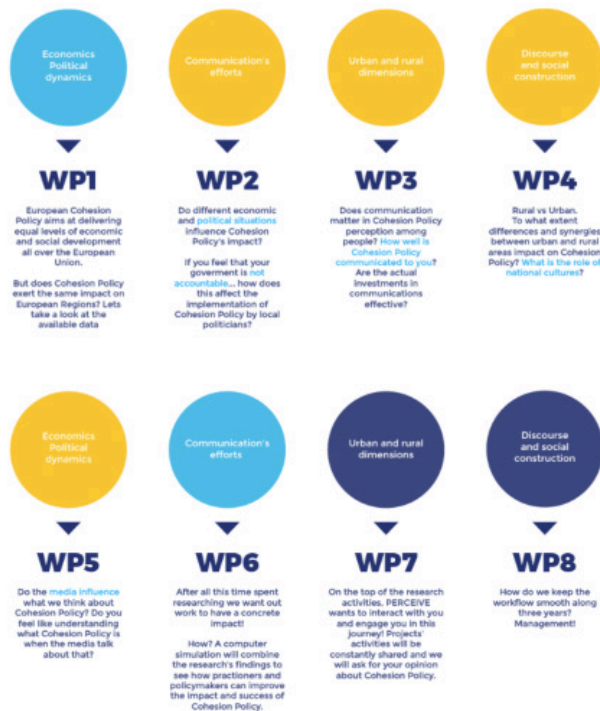 Economics
Political
dynamics
Communication's
efforts
Urban and rural
dimensions
Discourse
and social
construction
WP1
European Cohesion
Policy aims at delivering
equal levels of economic
and social development
all over the European
Union.
But does Cohesion Policy
exert the same impact on
European Regions? Lets
take a look at the
available data
WP2
Do different economic
and political situations
influence Cohesion
Policy's impact?
If you feel that your
goverment is not
accountable... how does
this affect the
implementation of
Cohesion Policy by local
politicians?
WP3
Does communication
matter in Cohesion Policy
perception among
people? How well is
Cohesion Policy
communicated to you?
Are the actual
investments in
communications
effective?
WP4
Rural vs Urban.
To what extent
differences and synergies
between urban and rural
areas impact on Cohesion
Policy? What is the role of
national cultures?
Economics
Political
dynamics
Communication's
efforts
Urban and rural
dimensions
Discourse
and social
construction
WP5
Do the media influence
what we think about
Cohesion Policy? Do you
feel like understanding
what Cohesion Policy is
when the media talk
about that?
WP6
After all this time spent
researching we want out
work to have a concrete
impact!
How? A computer
simulation will combine
the research's findings to
see how practioners and
policymakers can improve
the impact and success of
Cohesion Policy.
WP7
On the top of the research
activities, PERCEIVE
wants to interact with you
and engage you in this
journey! Projects'
activities will be
constantly shared and we
will ask for your opinion
about Cohesion Policy.
WP8
How do we keep the
workflow smooth along
three years?
Management!